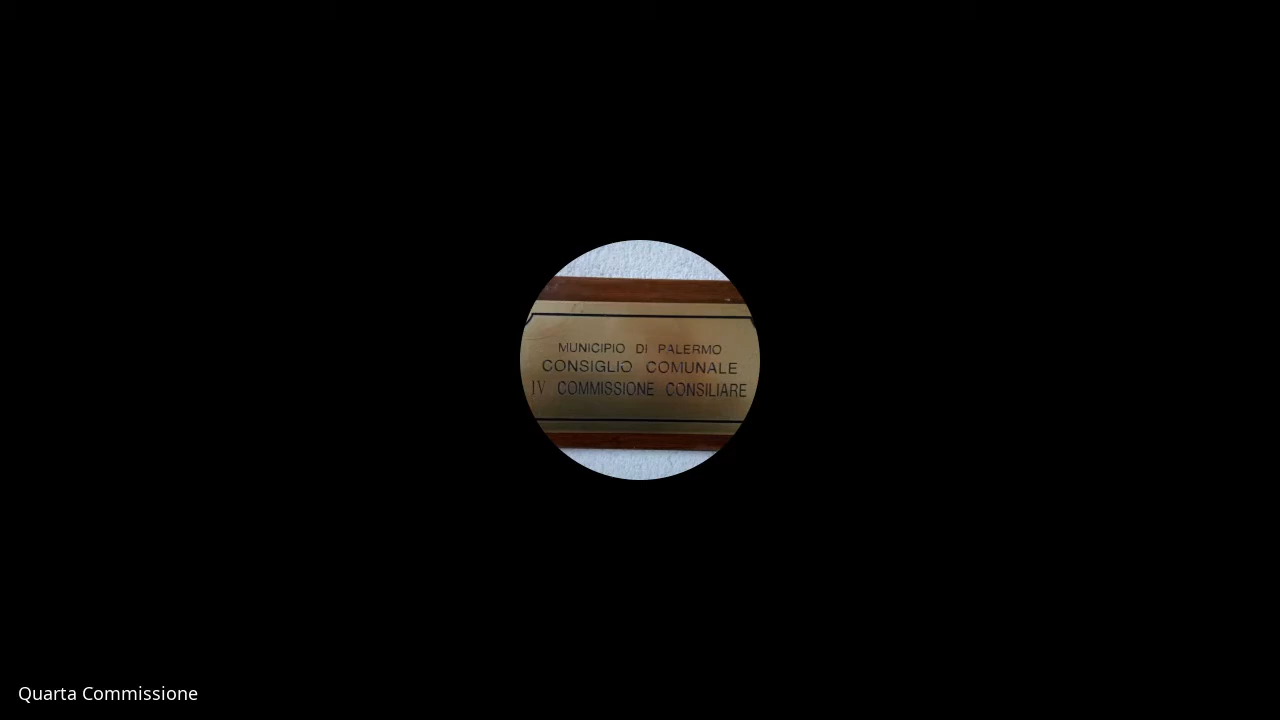 MUNICIPIO DI PALERMO
CONSIGLIO COMUNALE
IV COMMISSIONE CONSILIARE
Quarta Commissione